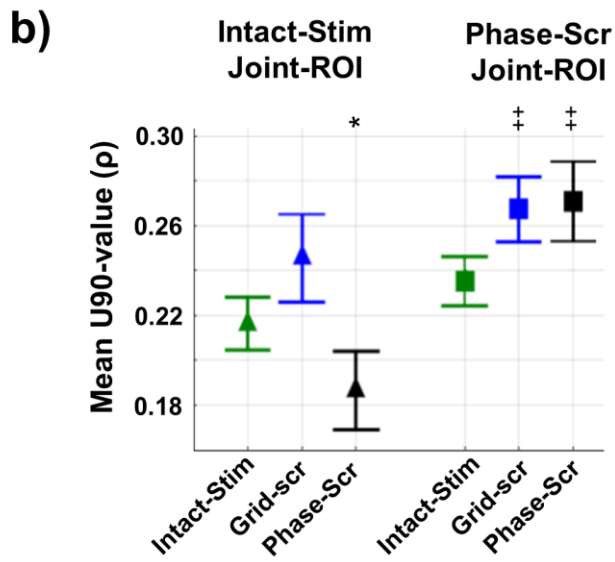 b)
Intact-Stim
Joint-ROI
Phase-Scr
Joint-ROI
*
‡
‡
Mean U90-value (ρ)
0.30
0.26
0.22
0.18
Intact-Stim
Grid-scr
Phase-Scr
Intact-Stim
Grid-scr
Phase-Scr